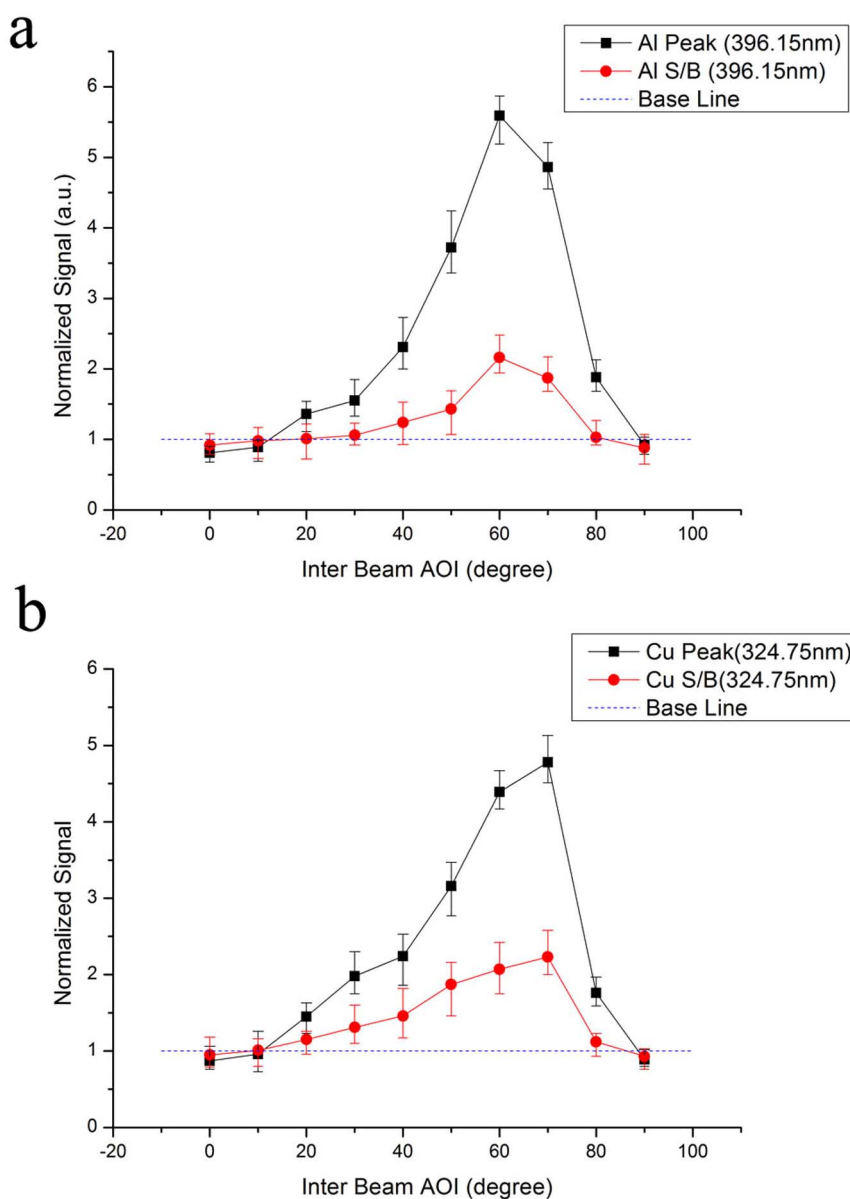 a
Al Peak (396.15nm)
Al S/B (396.15nm)
Base Line
6
5
4
3
2
1
0
Normalized Signal (a.u.)
-20 0 20 40 60 80 100
Inter Beam AOI (degree)
b
Cu Peak(324.75nm)
Cu S/B(324.75nm)
Base Line
6
5
4
3
2
1
0
Normalized Signal
-20 0 20 40 60 80 100
Inter Beam AOI (degree)